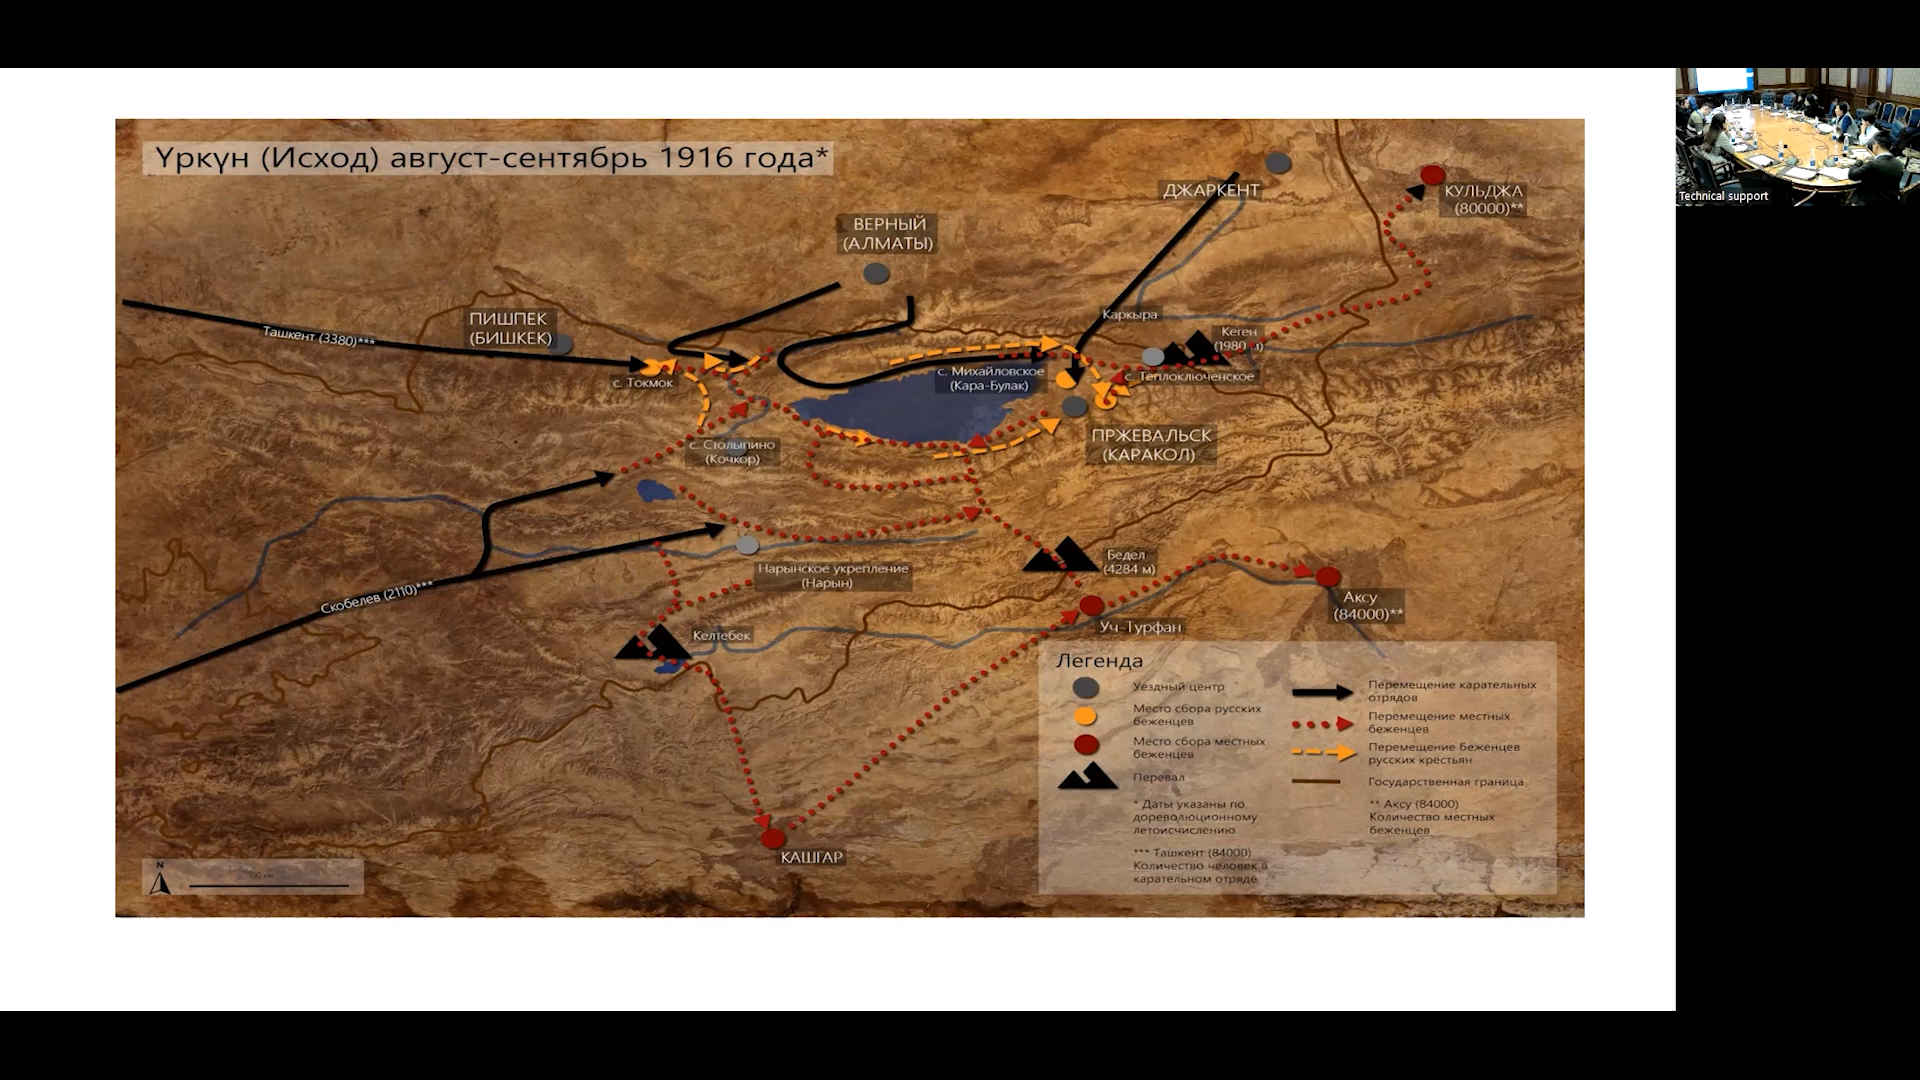 Үркүн (Исход) август-сентябрь 1916 года*
ДЖАРКЕНТ
КУЛЬДЖА
(80000)**
ВЕРНЫЙ
(АЛМАТЫ)
ПИШПЕК
(БИШКЕК)
Ташкент (3380)***
Каркыра
Кеген
(1980 м)
с. Токмок
с. Михайловское
(Кара-Булак)
с. Теплоключенское
с. Столыпино
(Кочкор)
ПРЖЕВАЛЬСК
(КАРАКОЛ)
Нарынское укрепление
(Нарын)
Бедел
(4284 м)
Скобелев (2110)***
Аксу
(84000)**
Уч-Турфан
Келтебек
КАШГАР
N
100 км
Легенда
Уездный центр
Место сбора русских
беженцев
Место сбора местных
беженцев
Перевал
* Даты указаны по
дореволюционному
летоисчислению
*** Ташкент (84000)
Количество человек в
карательном отряде
Перемещение карательных
отрядов
Перемещение местных
беженцев
Перемещение беженцев
русских крестьян
Государственная граница
** Аксу (84000)
Количество местных
беженцев
Technical support